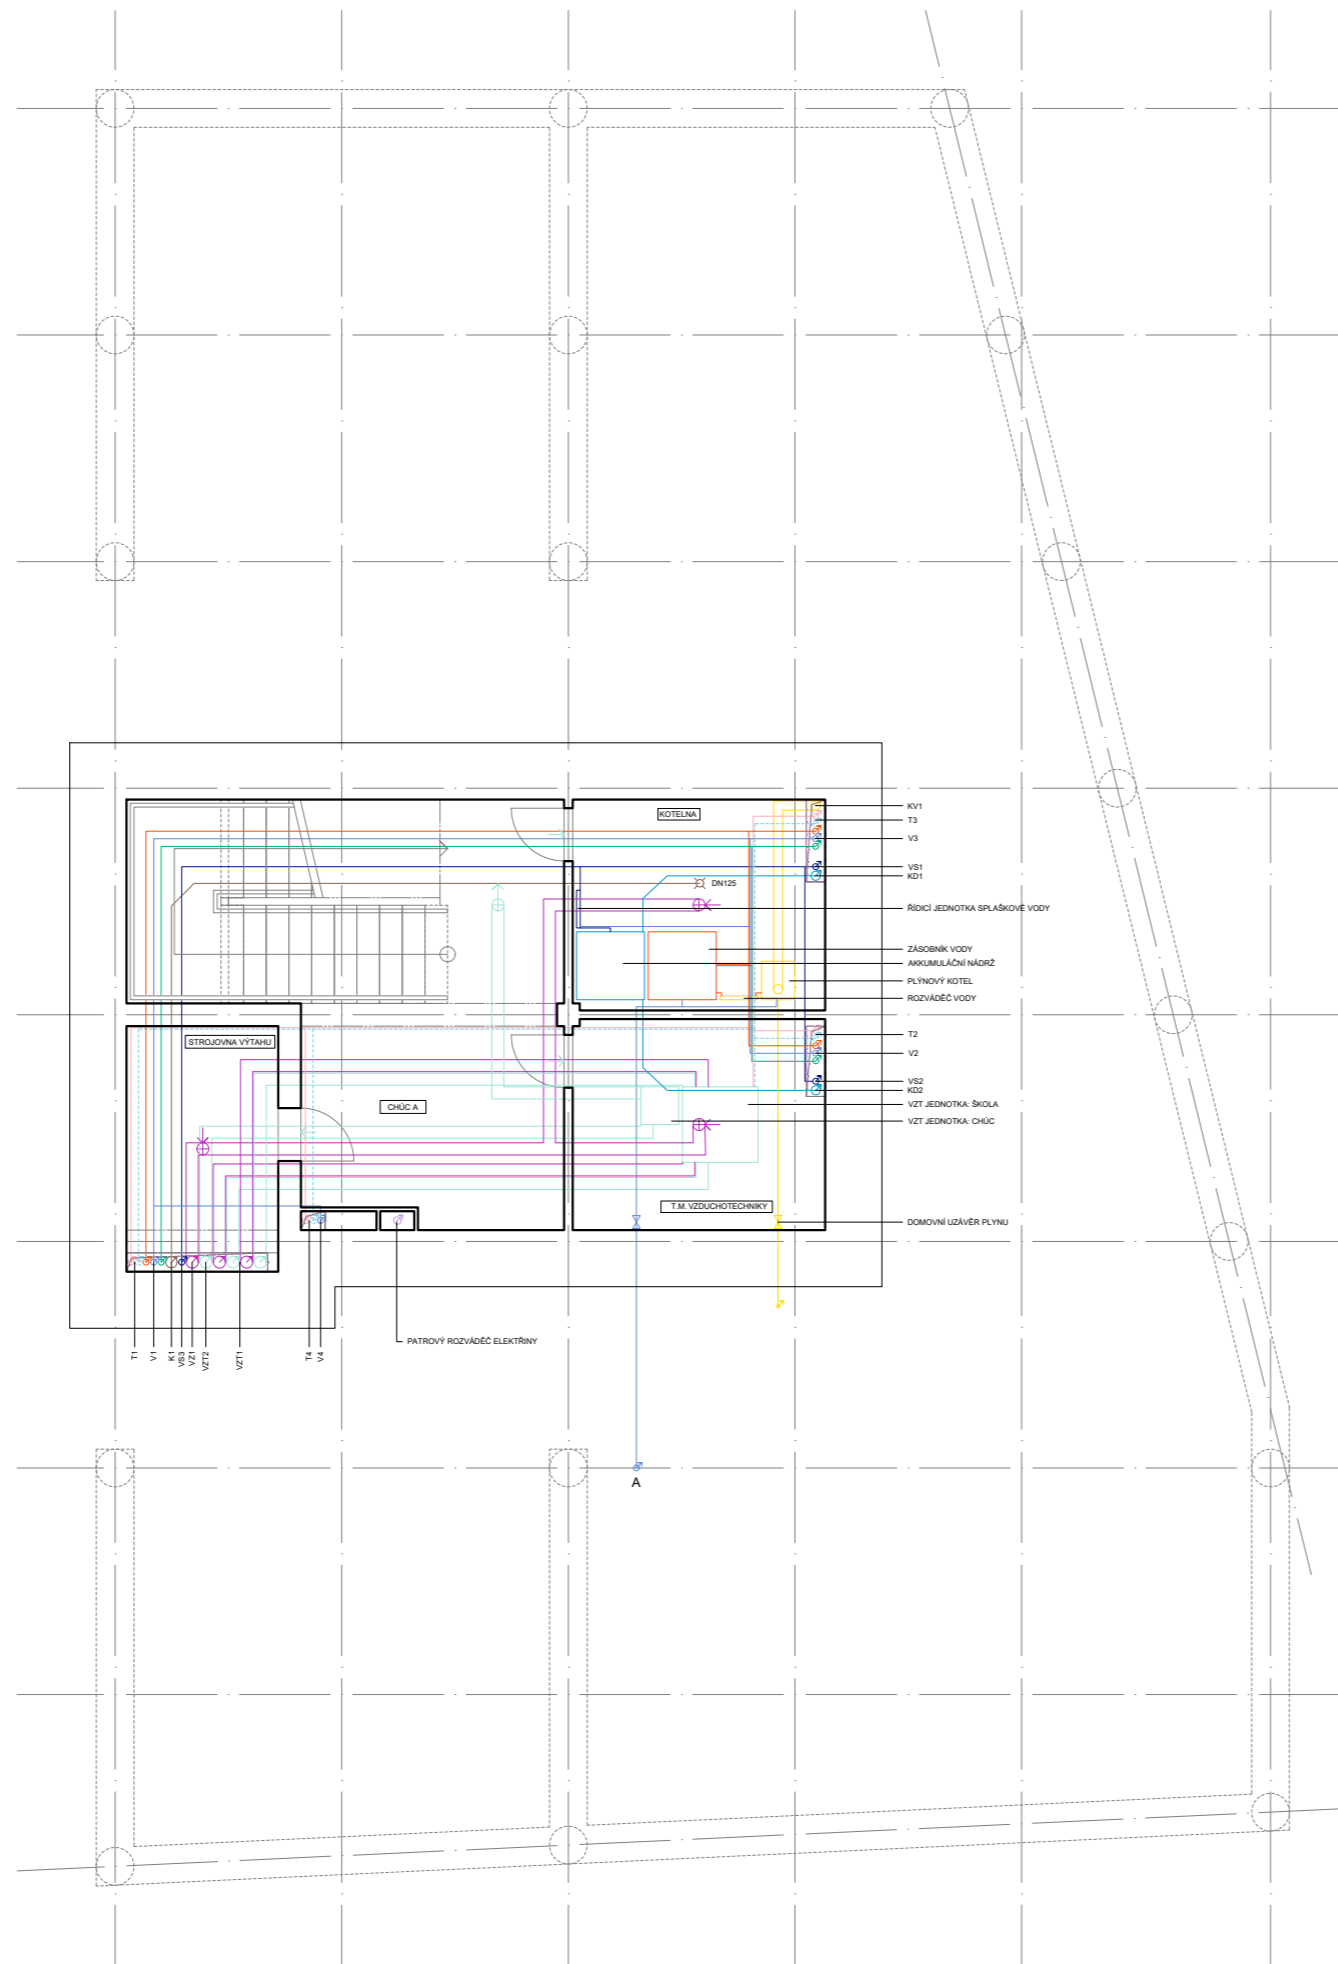 KOTELNA
KV1
T3
V3
VS1
KD1
DN125
ŘÍDICÍ JEDNOTKA SPLAŠKOVÉ VODY
ZÁSOBNÍK VODY
AKKUMULÁČNÍ NÁDRŽ
PLÝNOVÝ KOTEL
ROZVÁDĚČ VODY
STROJOVNA VÝTAHU
T2
V2
VS2
KD2
CHÚC A
VZT JEDNOTKA: ŠKOLA
VZT JEDNOTKA: CHÚC
T.M. VZDUCHOTECHNIKY
DOMOVNÍ UZÁVĚR PLYNU
PATROVÝ ROZVÁDĚČ ELEKTŘINY
T1
V1
K1
VS3
VZ1
VZT2
VZT1
T4
V4
A